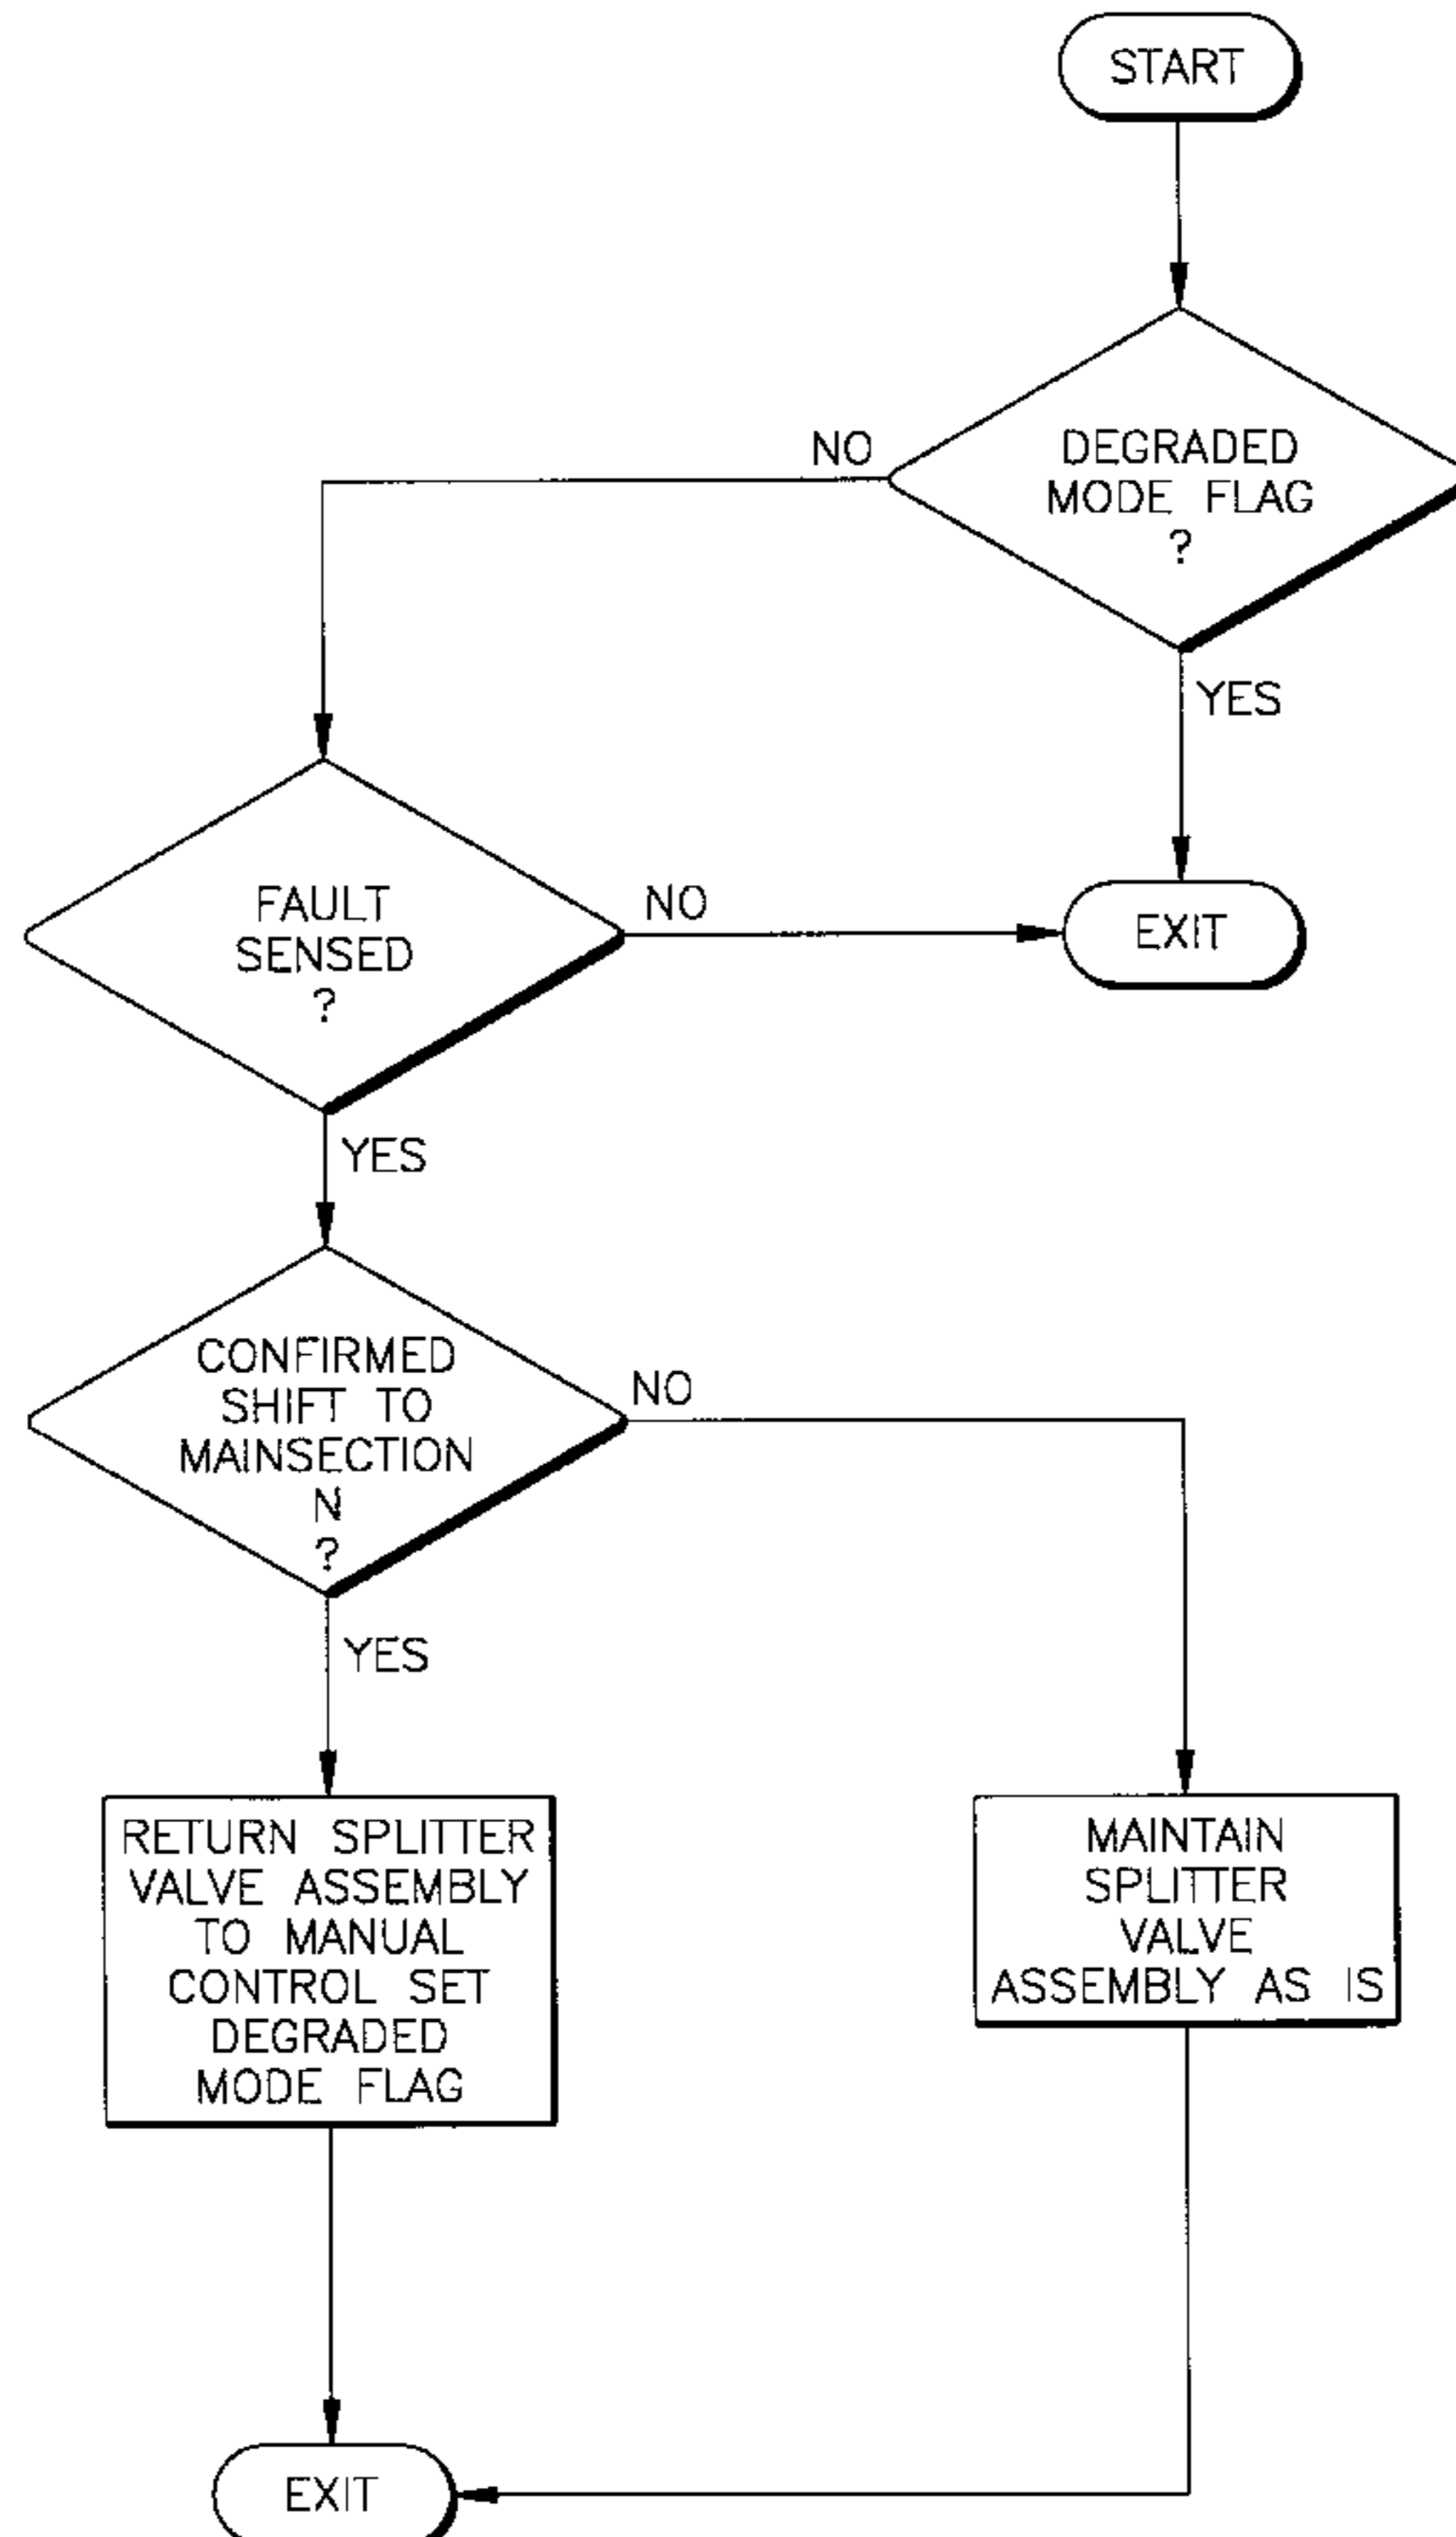 START
DEGRADED
MODE FLAG
?
NO
YES
FAULT
SENSED
?
NO
EXIT
YES
CONFIRMED
SHIFT TO
MAINSECTION
N
?
NO
YES
RETURN SPLITTER
VALVE ASSEMBLY
TO MANUAL
CONTROL SET
DEGRADED
MODE FLAG
MAINTAIN
SPLITTER
VALVE
ASSEMBLY AS IS
EXIT